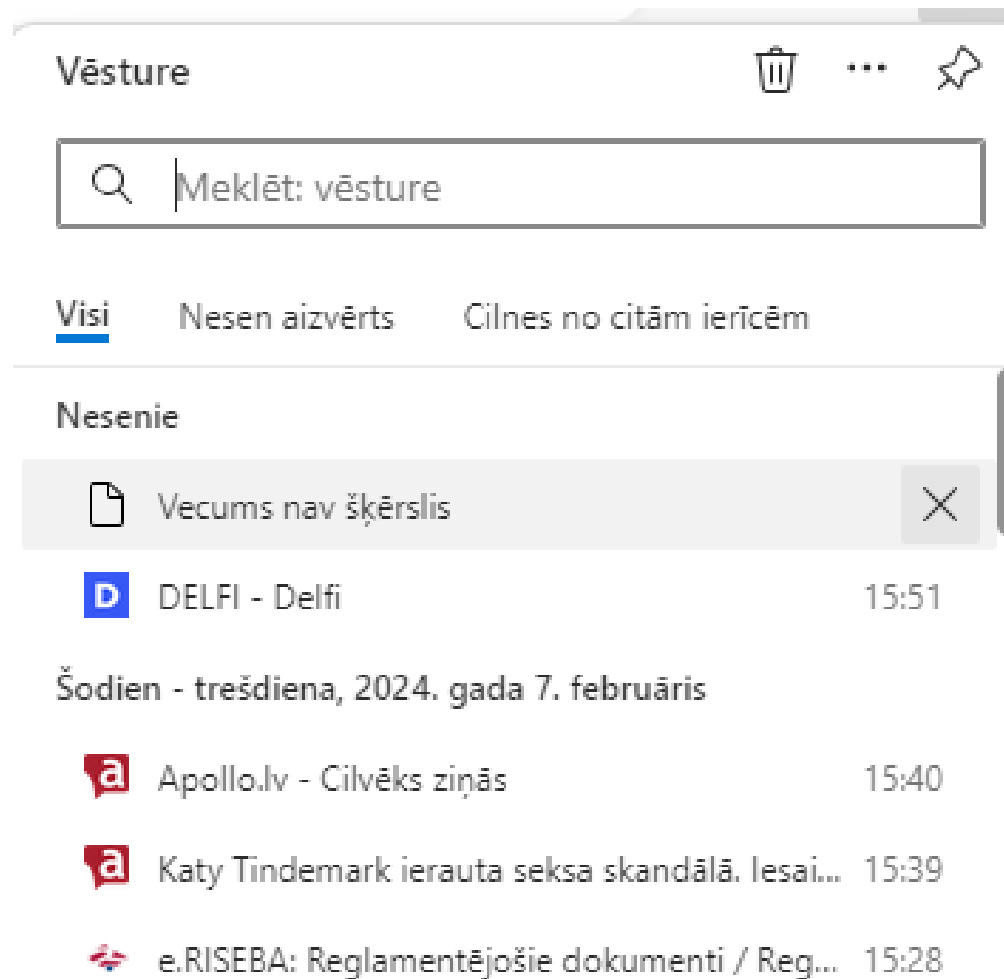 Vēsture
Meklēt: vēsture
Visi Nesen aizvērts Cilnes no citām ierīcēm
Nesenie
Vecums nav šķērslis
D DELFI - Delfi 15:51
Šodien - trešdiena, 2024. gada 7. februāris
a Apollo.lv - Cilvēks ziņās 15:40
a Katy Tindemark ierauta seksa skandālā. Iesai... 15:39
e.RISEBA: Reglamentējošie dokumenti / Reg... 15:28